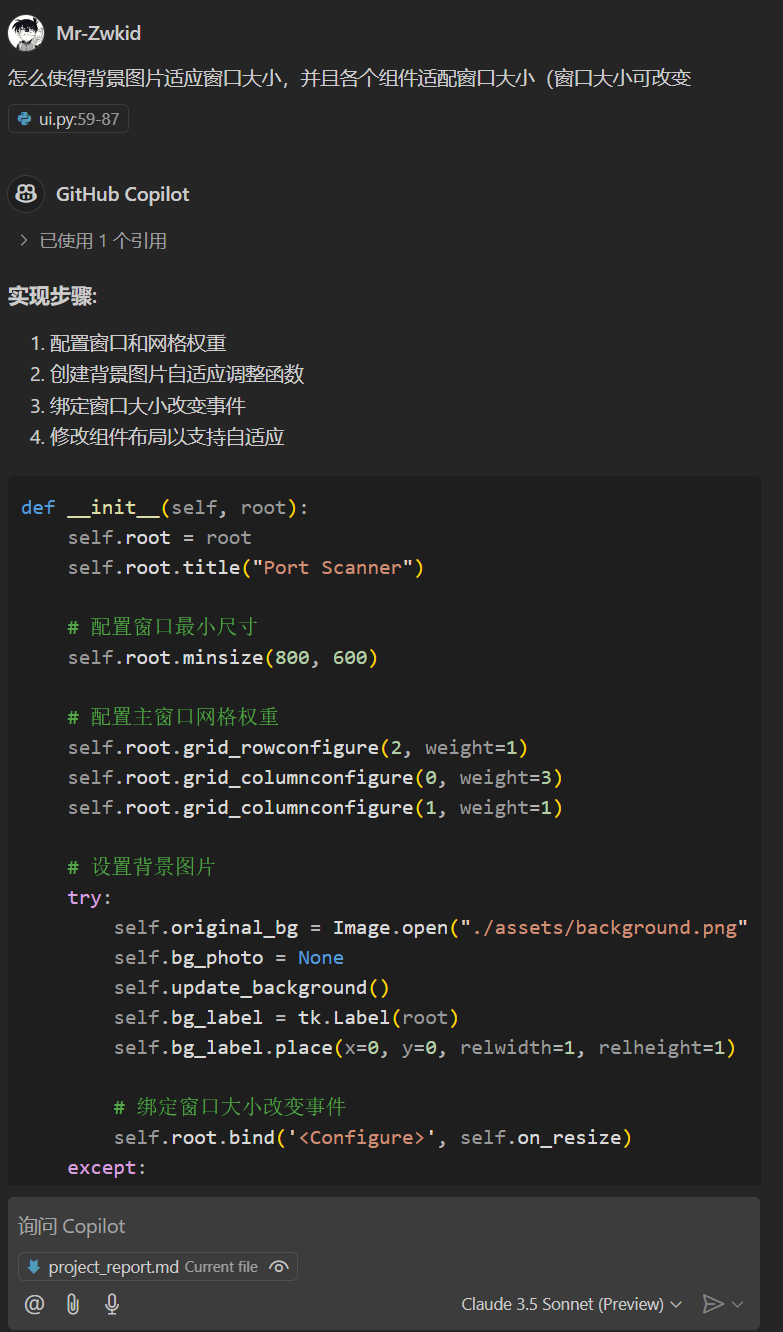 Mr-Zwkid
怎么使得背景图片适应窗口大小，并且各个组件适配窗口大小（窗口大小可改变
ui.py:59-87
GitHub Copilot
已使用 1 个引用
实现步骤:
1. 配置窗口和网格权重
2. 创建背景图片自适应调整函数
3. 绑定窗口大小改变事件
4. 修改组件布局以支持自适应
def __init__(self, root):
    self.root = root
    self.root.title("Port Scanner")
    # 配置窗口最小尺寸
    self.root.minsize(800, 600)
    # 配置主窗口网格权重
    self.root.grid_rowconfigure(2, weight=1)
    self.root.grid_columnconfigure(0, weight=3)
    self.root.grid_columnconfigure(1, weight=1)
    # 设置背景图片
    try:
        self.original_bg = Image.open("./assets/background.png"
        self.bg_photo = None
        self.update_background()
        self.bg_label = tk.Label(root)
        self.bg_label.place(x=0, y=0, relwidth=1, relheight=1)
        # 绑定窗口大小改变事件
        self.root.bind('<Configure>', self.on_resize)
    except:
询问 Copilot
project_report.md Current file
@ Claude 3.5 Sonnet (Preview)